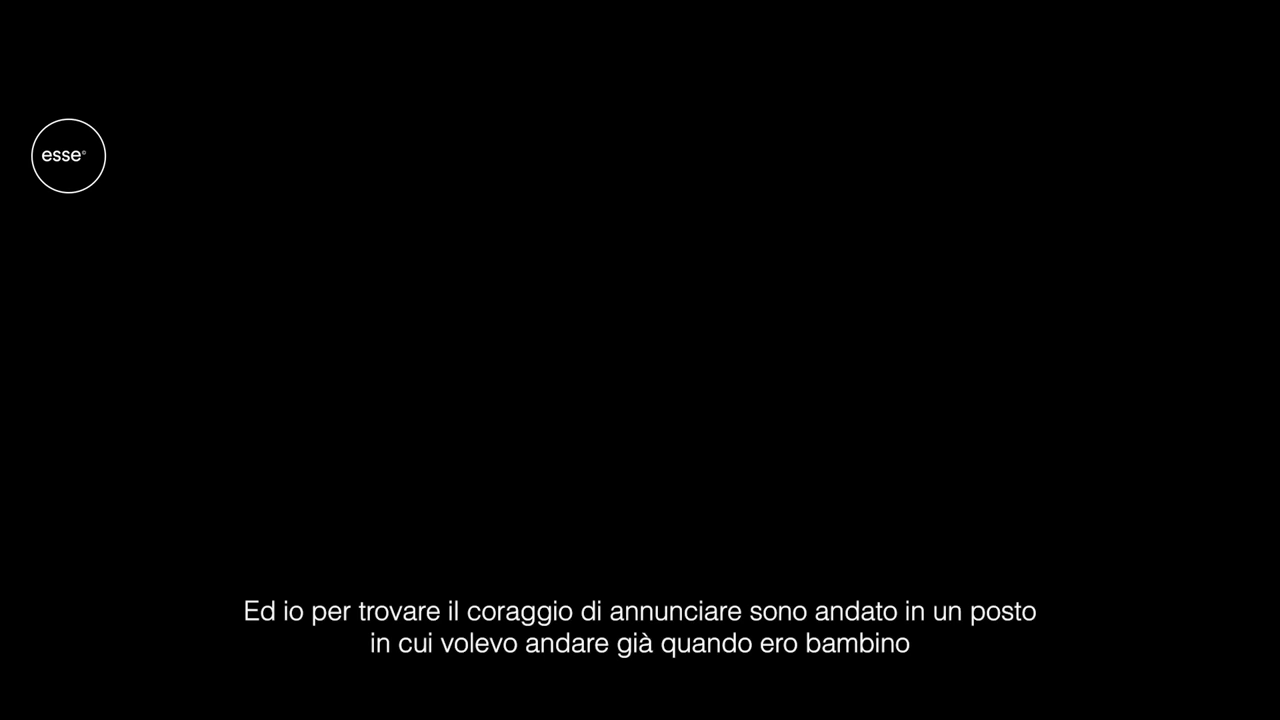 esse©
Ed io per trovare il coraggio di annunciare sono andato in un posto
in cui volevo andare già quando ero bambino